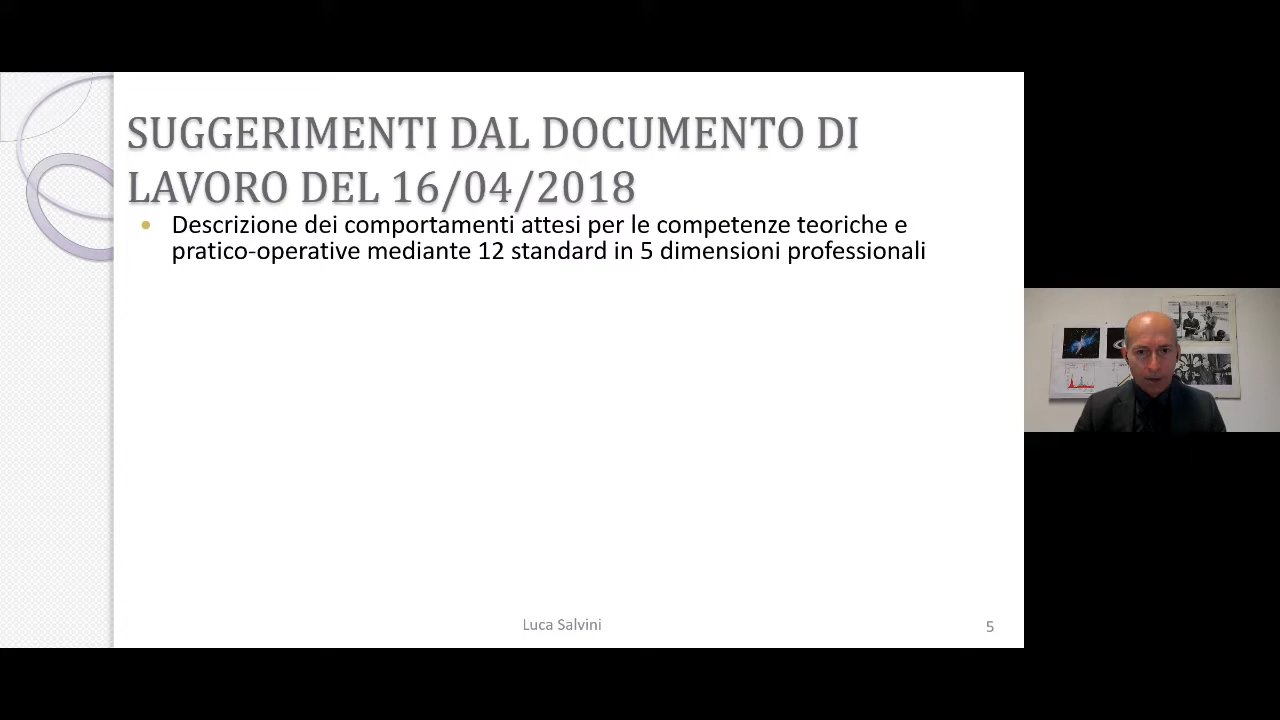 SUGGERIMENTI DAL DOCUMENTO DI
LAVORO DEL 16/04/2018
Descrizione dei comportamenti attesi per le competenze teoriche e
pratico-operative mediante 12 standard in 5 dimensioni professionali
Luca Salvini
5